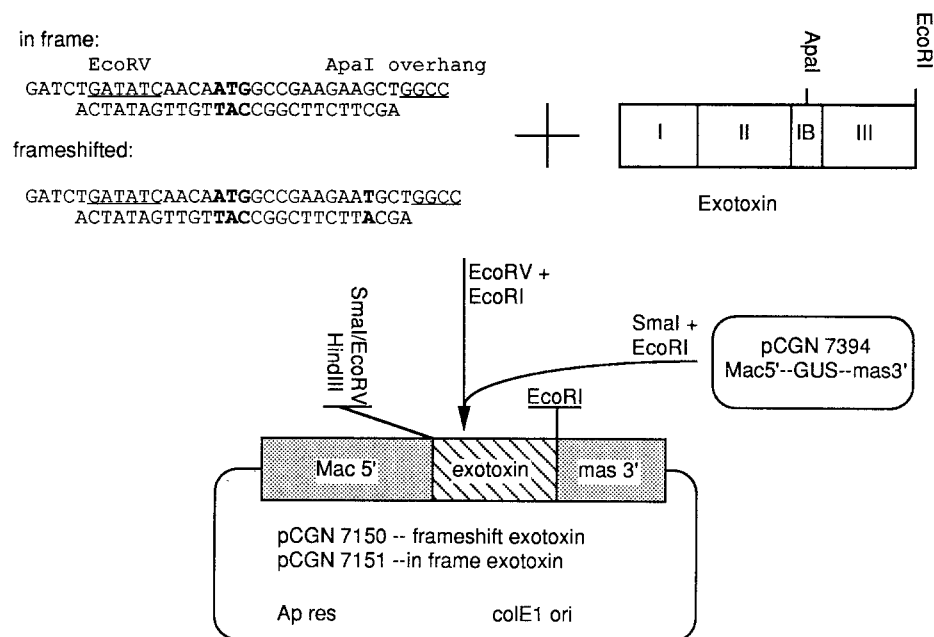 in frame:
EcoRV ApaI overhang
GATCTGATATCAACAATGGCCGAAGAAGCTGGCC
ACTATAGTTGTTACCGGCTTCTTCGA
frameshifted:
GATCTGATATCAACAATGGCCGAAGAATGCTGGCC
ACTATAGTTGTTACCGGCTTCTTACGA
ApaI
EcoRI
I II IB III
Exotoxin
EcoRV +
EcoRI
SmaI +
EcoRI
pCGN 7394
Mac5'--GUS--mas3'
SmaI/EcoRV
HindIII
EcoRI
Mac 5' exotoxin mas 3'
pCGN 7150 -- frameshift exotoxin
pCGN 7151 --in frame exotoxin
Ap res colE1 ori